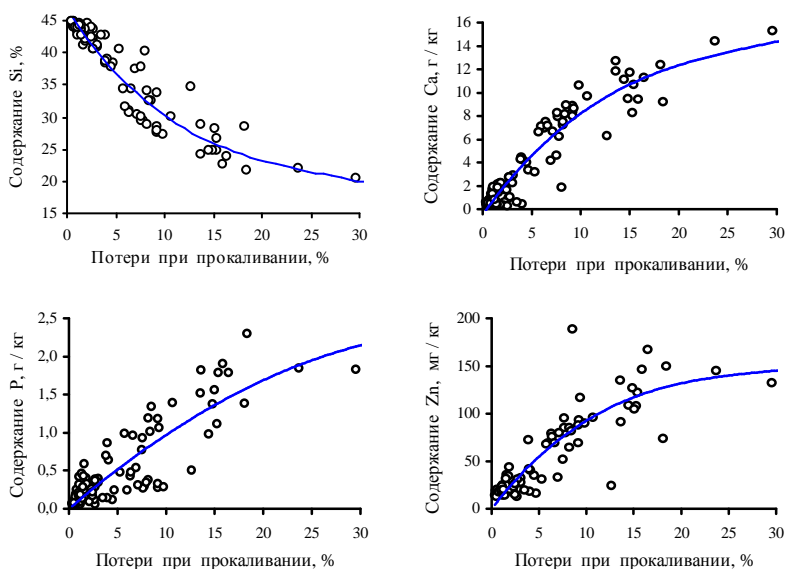 Содержание Si, %
45
40
35
30
25
20
15
0 5 10 15 20 25 30
Потери при прокаливании, %
Содержание Ca, г / кг
16
14
12
10
8
6
4
2
0
0 5 10 15 20 25 30
Потери при прокаливании, %
Содержание P, г / кг
2,5
2,0
1,5
1,0
0,5
0,0
0 5 10 15 20 25 30
Потери при прокаливании, %
Содержание Zn, мг / кг
200
150
100
50
0
0 5 10 15 20 25 30
Потери при прокаливании, %